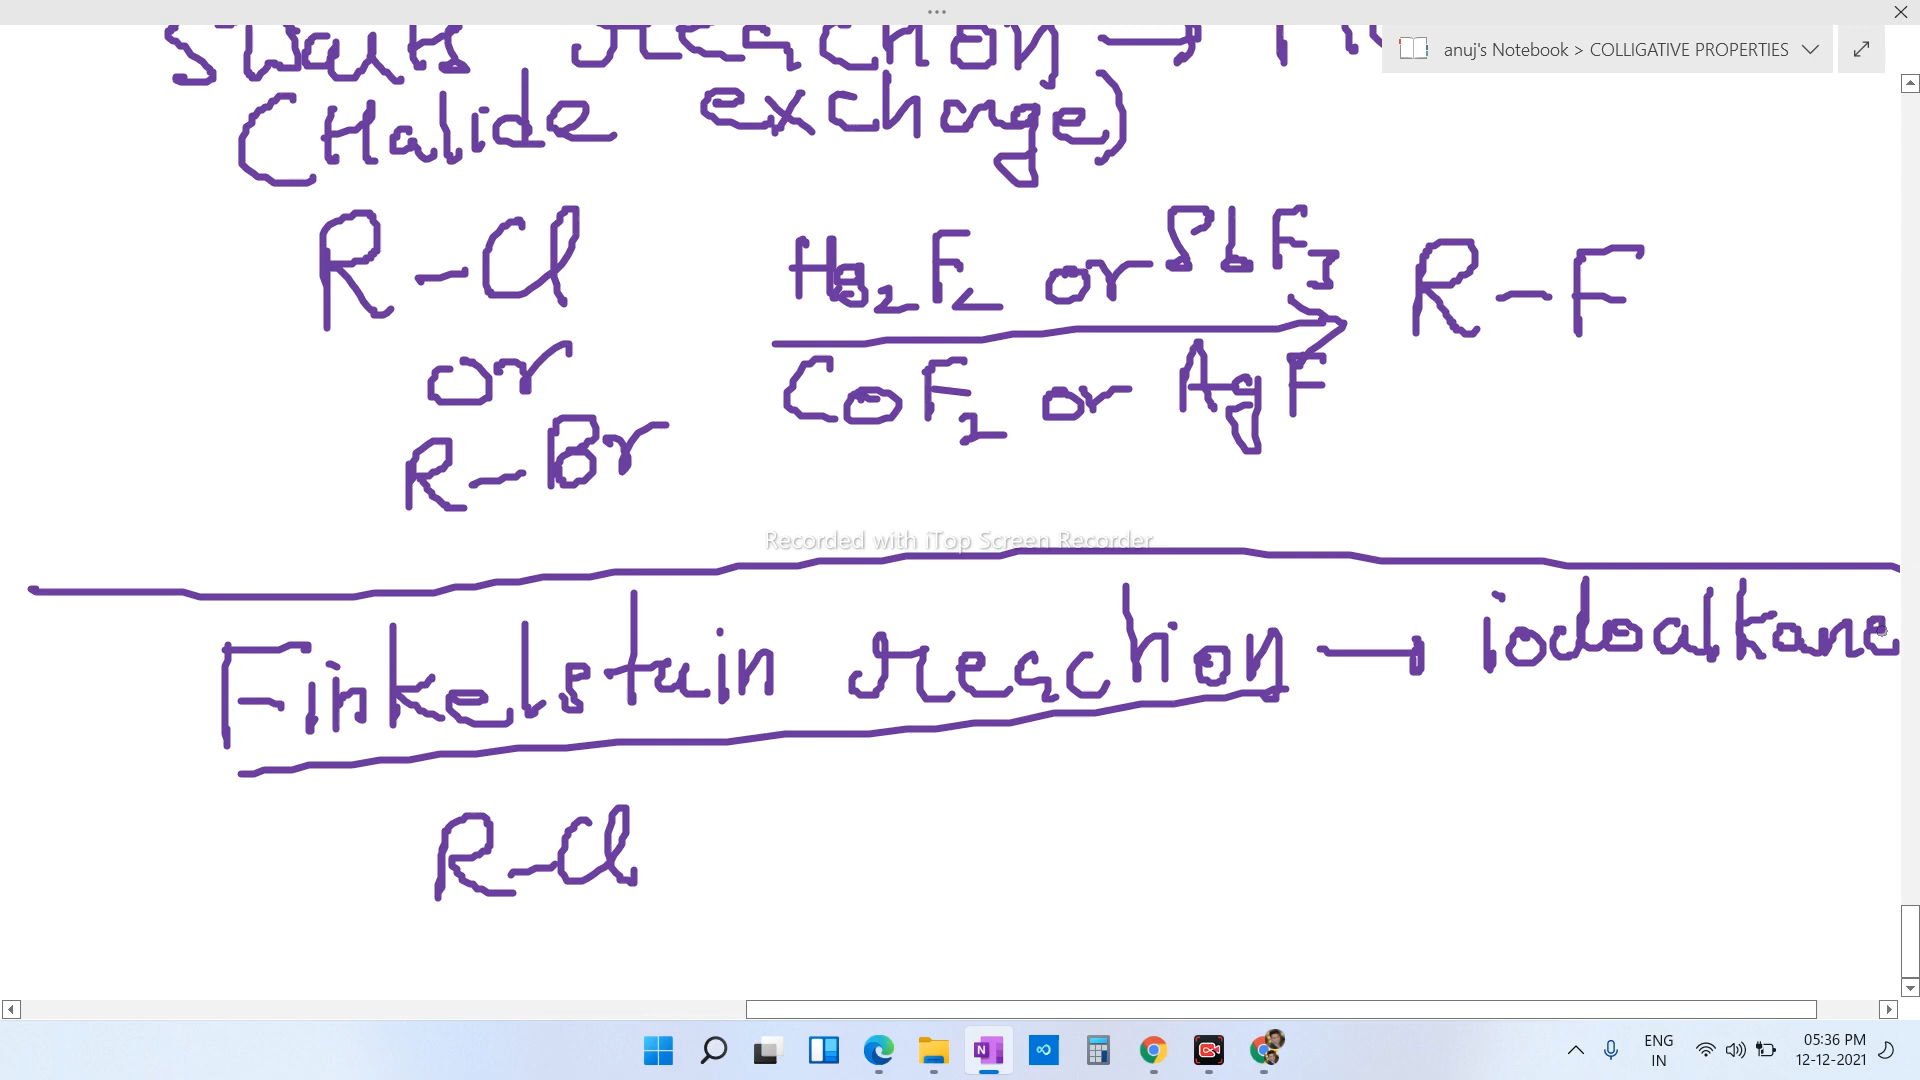 anuj's Notebook > COLLIGATIVE PROPERTIES
Swarts reaction →
(Halide exchange)
R-Cl
or
R-Br
Hg2F2 or SbF3
CoF2 or AgF
R-F
Recorded with iTop Screen Recorder
Finkelstein reaction → iodoalkane
R-Cl
ENG
IN
05:36 PM
12-12-2021